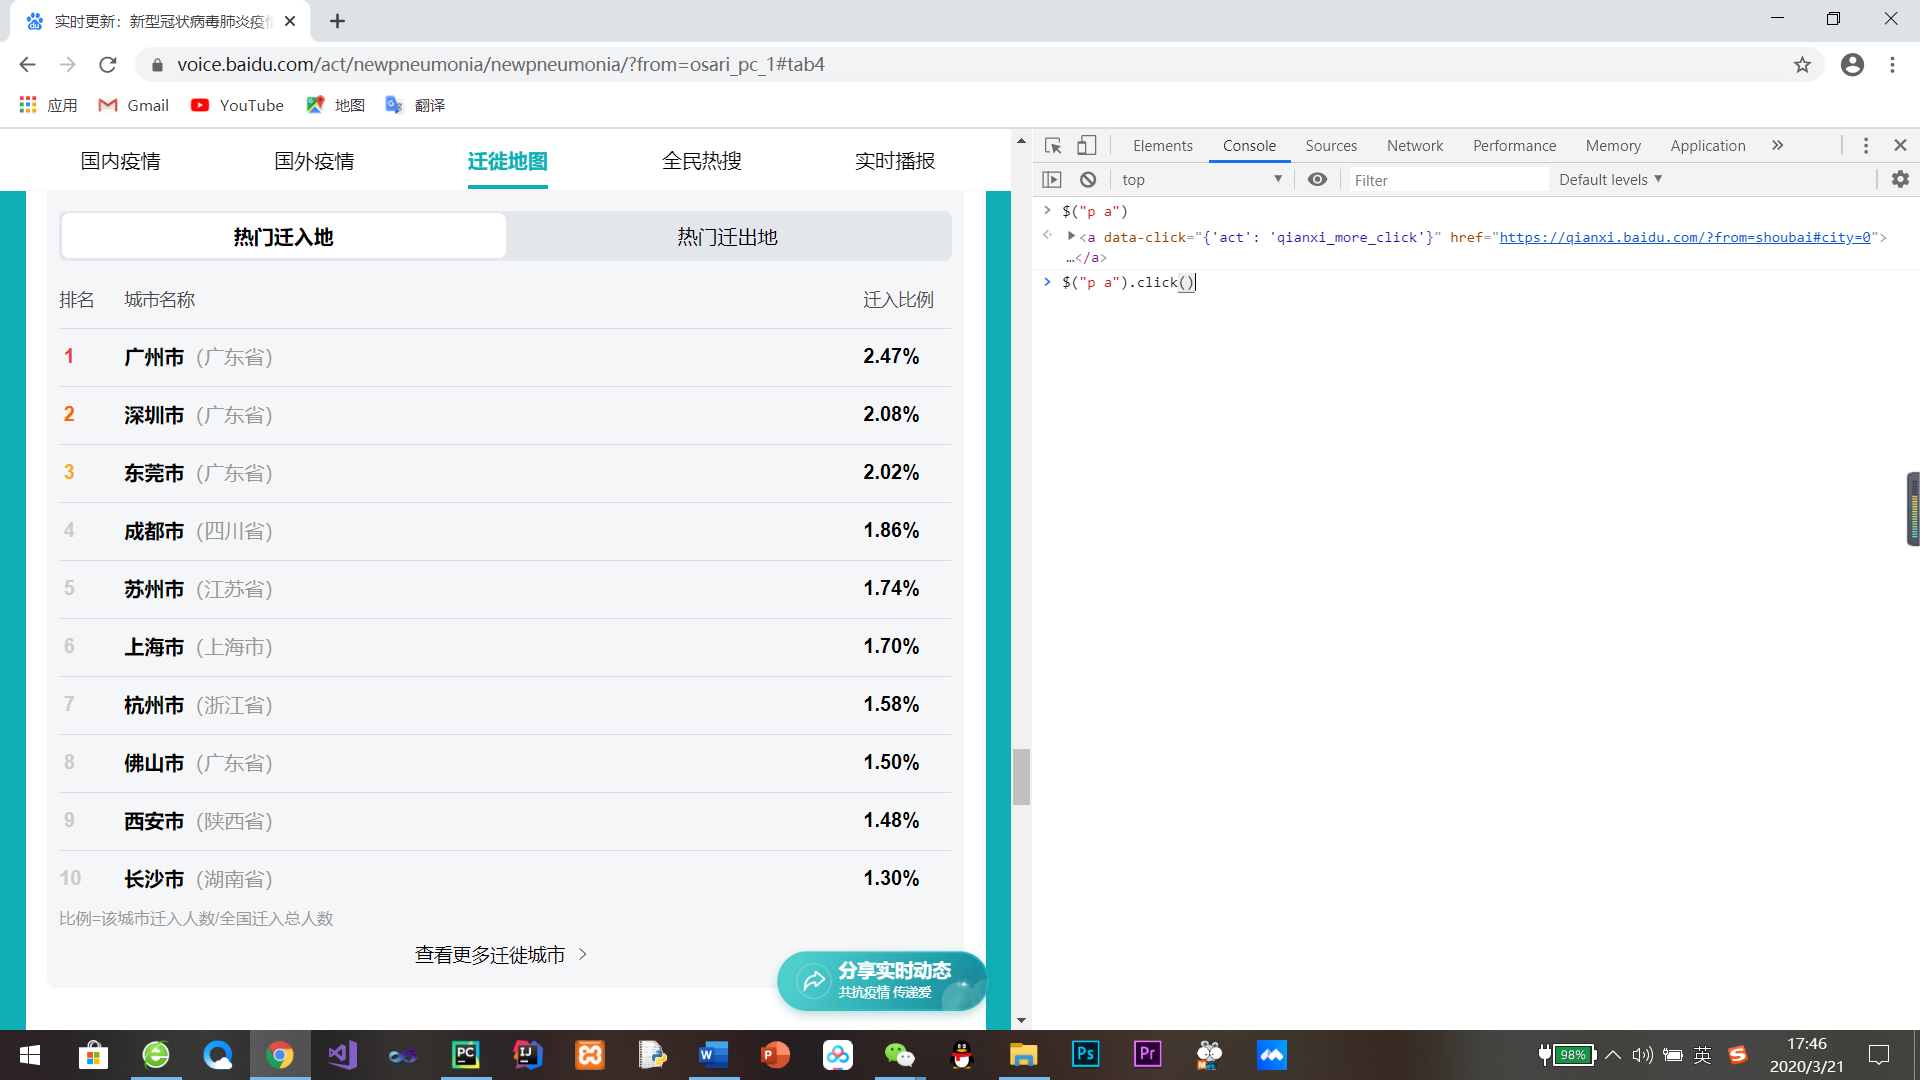 实时更新：新型冠状病毒肺炎疫情
voice.baidu.com/act/newpneumonia/newpneumonia/?from=osari_pc_1#tab4
应用 Gmail YouTube 地图 翻译
国内疫情 国外疫情 迁徙地图 全民热搜 实时播报
热门迁入地 热门迁出地
排名 城市名称 迁入比例
1 广州市 (广东省) 2.47%
2 深圳市 (广东省) 2.08%
3 东莞市 (广东省) 2.02%
4 成都市 (四川省) 1.86%
5 苏州市 (江苏省) 1.74%
6 上海市 (上海市) 1.70%
7 杭州市 (浙江省) 1.58%
8 佛山市 (广东省) 1.50%
9 西安市 (陕西省) 1.48%
10 长沙市 (湖南省) 1.30%
比例=该城市迁入人数/全国迁入总人数
查看更多迁徙城市 >
分享实时动态
共抗疫情 传递爱
Elements Console Sources Network Performance Memory Application »
top Filter Default levels
> $("p a")
<a data-click="{'act': 'qianxi_more_click'}" href="https://qianxi.baidu.com/?from=shoubai#city=0">
…</a>
> $("p a").click()
98% 英 17:46
2020/3/21